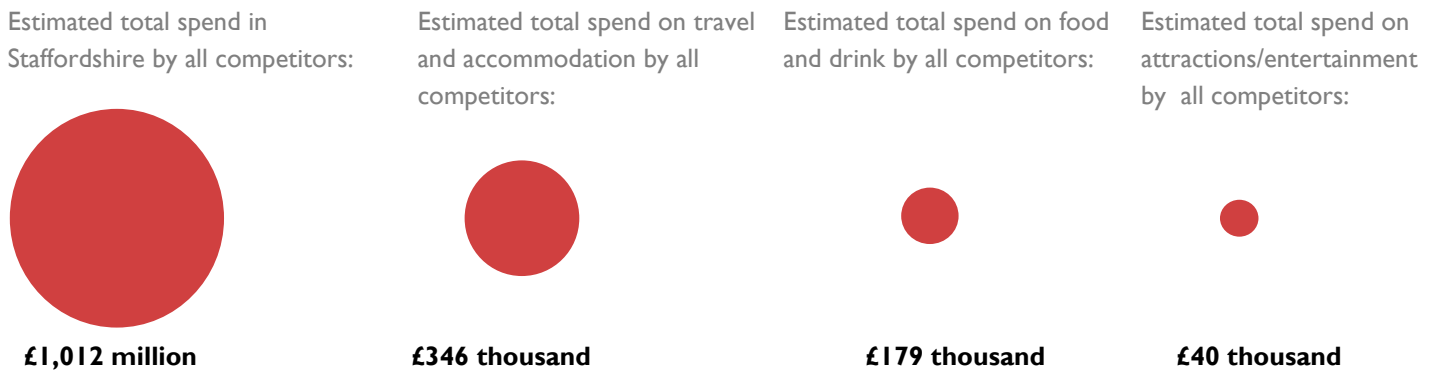 Estimated total spend in
Staffordshire by all competitors:
£1,012 million
Estimated total spend on travel
and accommodation by all
competitors:
£346 thousand
Estimated total spend on food
and drink by all competitors:
£179 thousand
Estimated total spend on
attractions/entertainment
by all competitors:
£40 thousand